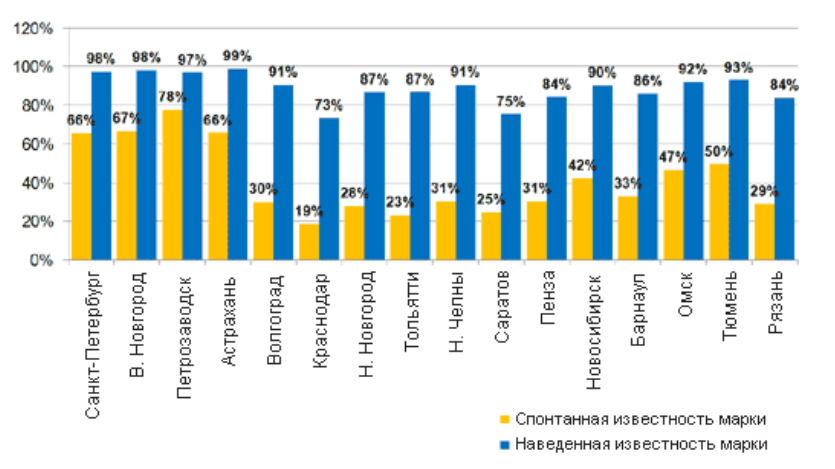 120%
100%
80%
60%
40%
20%
0%
66% 98%
67% 98%
78% 97%
66% 99%
30% 91%
19% 73%
28% 87%
23% 87%
31% 91%
25% 75%
31% 84%
42% 90%
33% 86%
47% 92%
50% 93%
29% 84%
Санкт-Петербург
В. Новгород
Петрозаводск
Астрахань
Волгоград
Краснодар
Н. Новгород
Тольятти
Н. Челны
Саратов
Пенза
Новосибирск
Барнаул
Омск
Тюмень
Рязань
Спонтанная известность марки
Наведенная известность марки